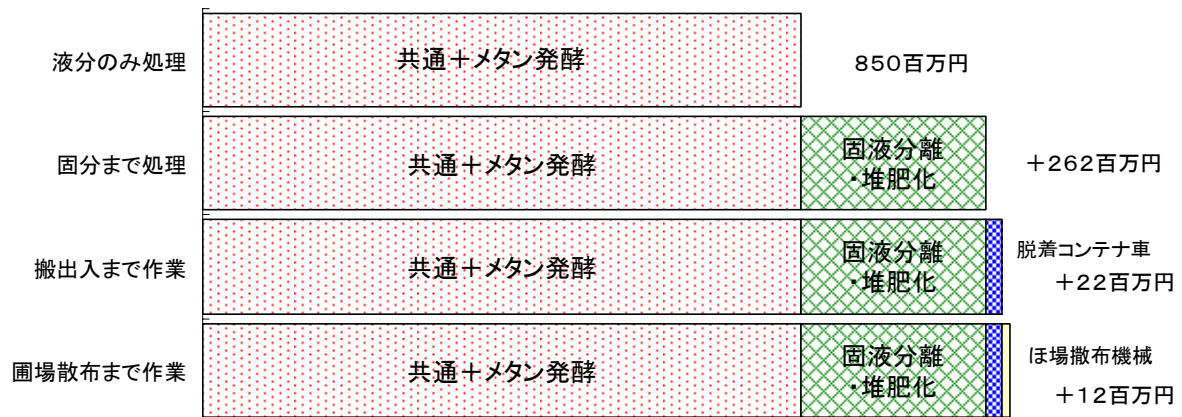 液分のみ処理
共通＋メタン発酵
８５０百万円
固分まで処理
共通＋メタン発酵
固液分離
・堆肥化
＋２６２百万円
搬出入まで作業
共通＋メタン発酵
固液分離
・堆肥化
脱着コンテナ車
＋２２百万円
圃場散布まで作業
共通＋メタン発酵
固液分離
・堆肥化
ほ場撒布機械
＋１２百万円